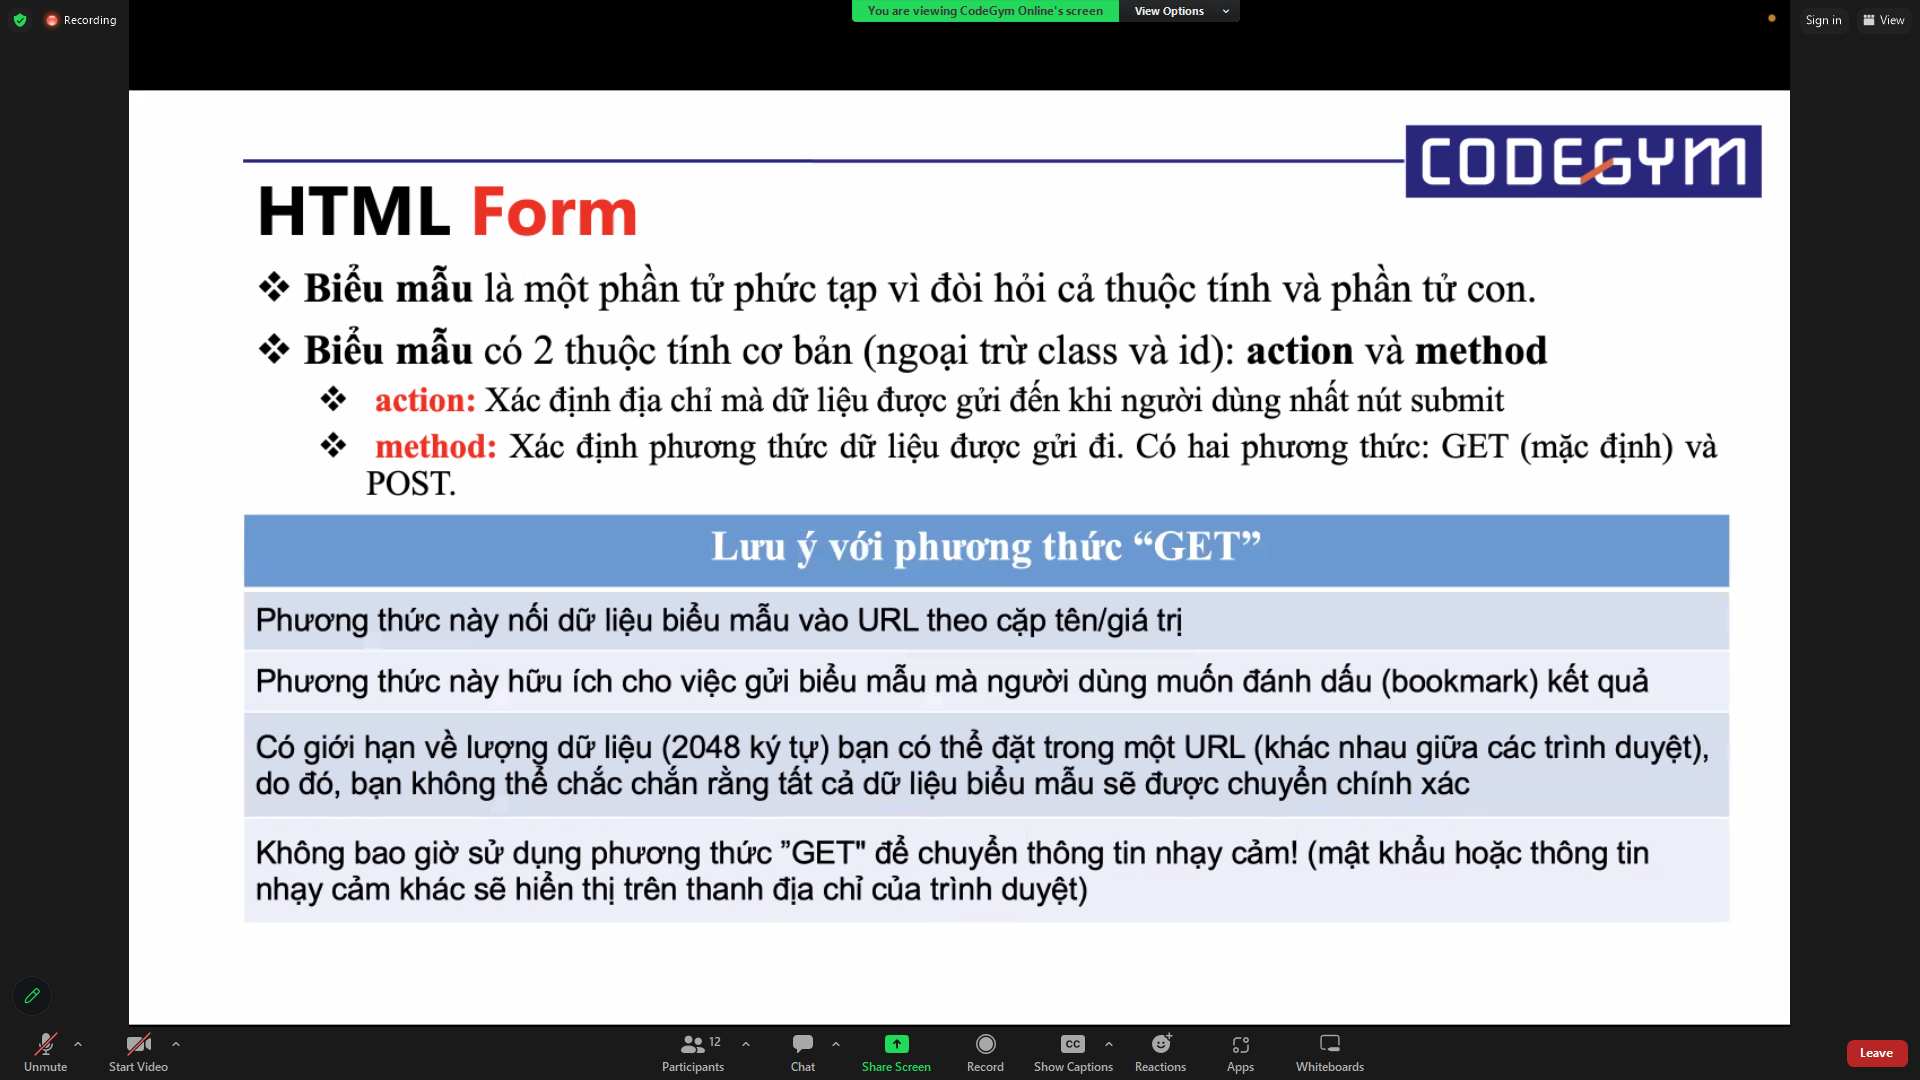 Recording
You are viewing CodeGym Online's screen
View Options
Sign in
View
CODEGYM
HTML Form
❖ Biểu mẫu là một phần tử phức tạp vì đòi hỏi cả thuộc tính và phần tử con.
❖ Biểu mẫu có 2 thuộc tính cơ bản (ngoại trừ class và id): action và method
❖ action: Xác định địa chỉ mà dữ liệu được gửi đến khi người dùng nhất nút submit
❖ method: Xác định phương thức dữ liệu được gửi đi. Có hai phương thức: GET (mặc định) và
POST.
Lưu ý với phương thức “GET”
Phương thức này nối dữ liệu biểu mẫu vào URL theo cặp tên/giá trị
Phương thức này hữu ích cho việc gửi biểu mẫu mà người dùng muốn đánh dấu (bookmark) kết quả
Có giới hạn về lượng dữ liệu (2048 ký tự) bạn có thể đặt trong một URL (khác nhau giữa các trình duyệt),
do đó, bạn không thể chắc chắn rằng tất cả dữ liệu biểu mẫu sẽ được chuyển chính xác
Không bao giờ sử dụng phương thức ”GET" để chuyển thông tin nhạy cảm! (mật khẩu hoặc thông tin
nhạy cảm khác sẽ hiển thị trên thanh địa chỉ của trình duyệt)
Unmute
Start Video
12
Participants
Chat
Share Screen
Record
CC
Show Captions
Reactions
Apps
Whiteboards
Leave